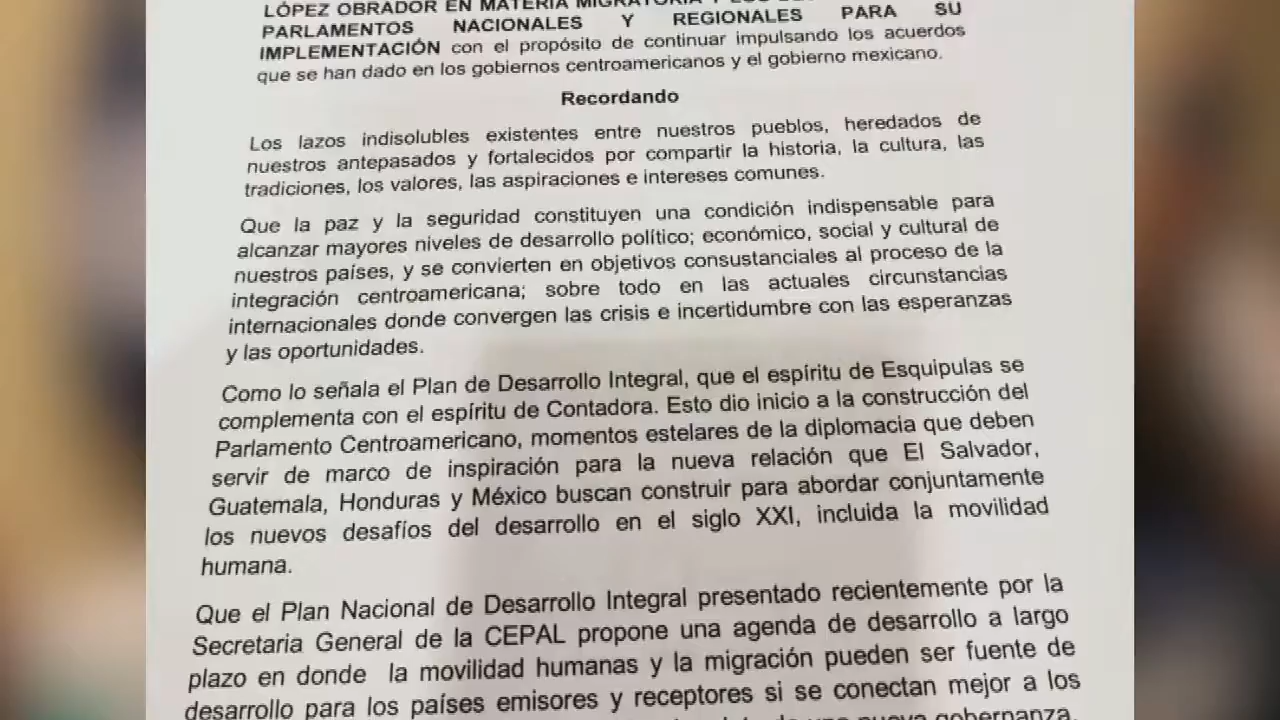 LÓPEZ OBRADOR EN MATERIA MIGRATORIA Y
PARLAMENTOS NACIONALES Y REGIONALES PARA SU
IMPLEMENTACIÓN con el propósito de continuar impulsando los acuerdos
que se han dado en los gobiernos centroamericanos y el gobierno mexicano.
Recordando
Los lazos indisolubles existentes entre nuestros pueblos, heredados de
nuestros antepasados y fortalecidos por compartir la historia, la cultura, las
tradiciones, los valores, las aspiraciones e intereses comunes.
Que la paz y la seguridad constituyen una condición indispensable para
alcanzar mayores niveles de desarrollo político; económico, social y cultural de
nuestros países, y se convierten en objetivos consustanciales al proceso de la
integración centroamericana; sobre todo en las actuales circunstancias
internacionales donde convergen las crisis e incertidumbre con las esperanzas
y las oportunidades.
Como lo señala el Plan de Desarrollo Integral, que el espíritu de Esquipulas se
complementa con el espíritu de Contadora. Esto dio inicio a la construcción del
Parlamento Centroamericano, momentos estelares de la diplomacia que deben
servir de marco de inspiración para la nueva relación que El Salvador,
Guatemala, Honduras y México buscan construir para abordar conjuntamente
los nuevos desafíos del desarrollo en el siglo XXI, incluida la movilidad
humana.
Que el Plan Nacional de Desarrollo Integral presentado recientemente por la
Secretaria General de la CEPAL propone una agenda de desarrollo a largo
plazo en donde la movilidad humanas y la migración pueden ser fuente de
desarrollo para los países emisores y receptores si se conectan mejor a los
de una nueva gobernanza,